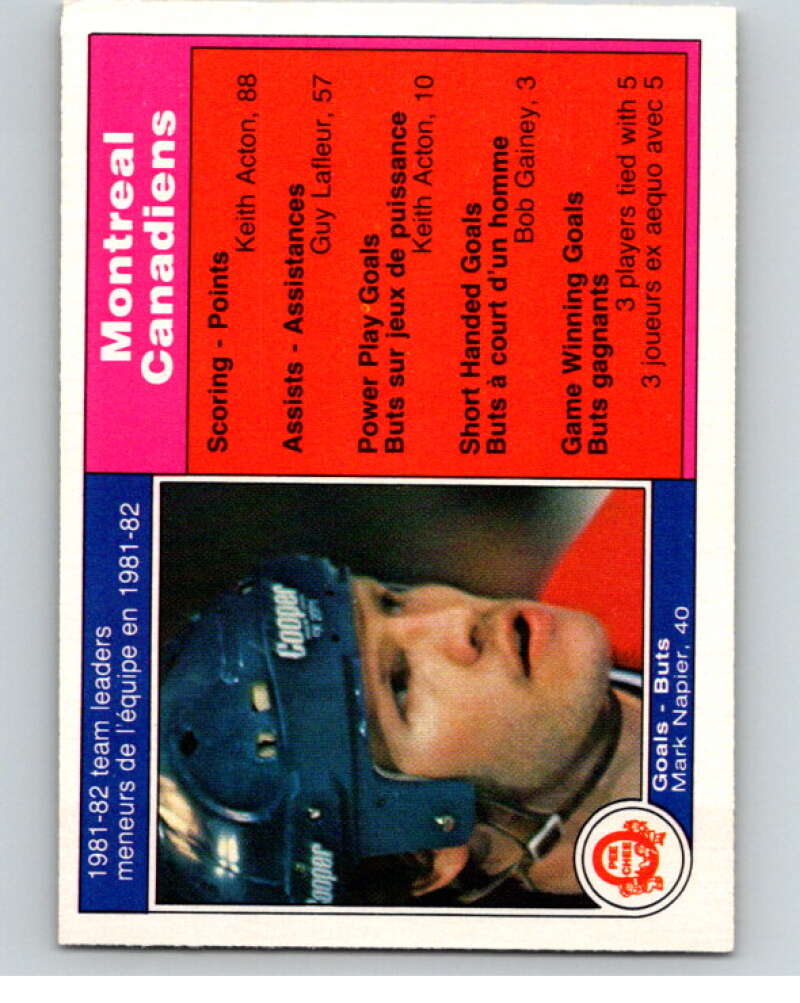 1981-82 team leaders
meneurs de l'équipe en 1981-82
Cooper
Cooper
Goals - Buts
Mark Napier, 40
O PEE CHEE
Montreal
Canadiens
Scoring - Points
Keith Acton, 88
Assists - Assistances
Guy Lafleur, 57
Power Play Goals
Buts sur jeux de puissance
Keith Acton, 10
Short Handed Goals
Buts à court d'un homme
Bob Gainey, 3
Game Winning Goals
Buts gagnants
3 players tied with 5
3 joueurs ex aequo avec 5